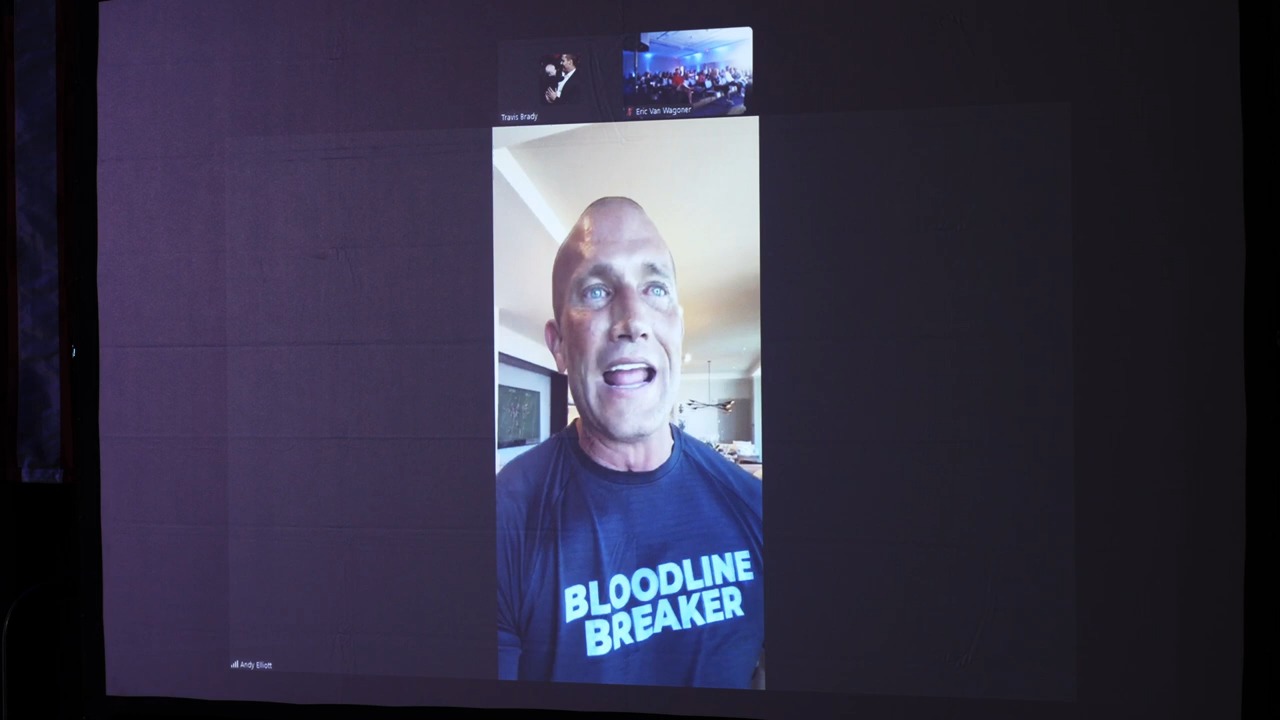 Travis Brady
Eric Van Wagoner
BLOODLINE
BREAKER
Andy Elliott